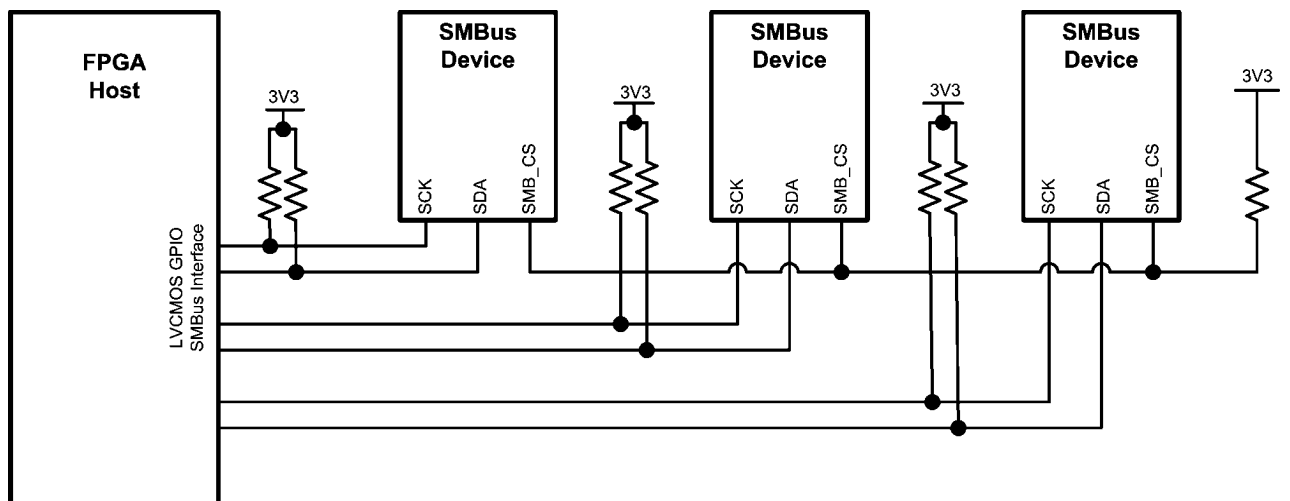 FPGA
Host
LVCMOS GPIO
SMBus Interface
3V3
SMBus
Device
SCK
SDA
SMB_CS
3V3
SMBus
Device
SCK
SDA
SMB_CS
3V3
SMBus
Device
SCK
SDA
SMB_CS
3V3